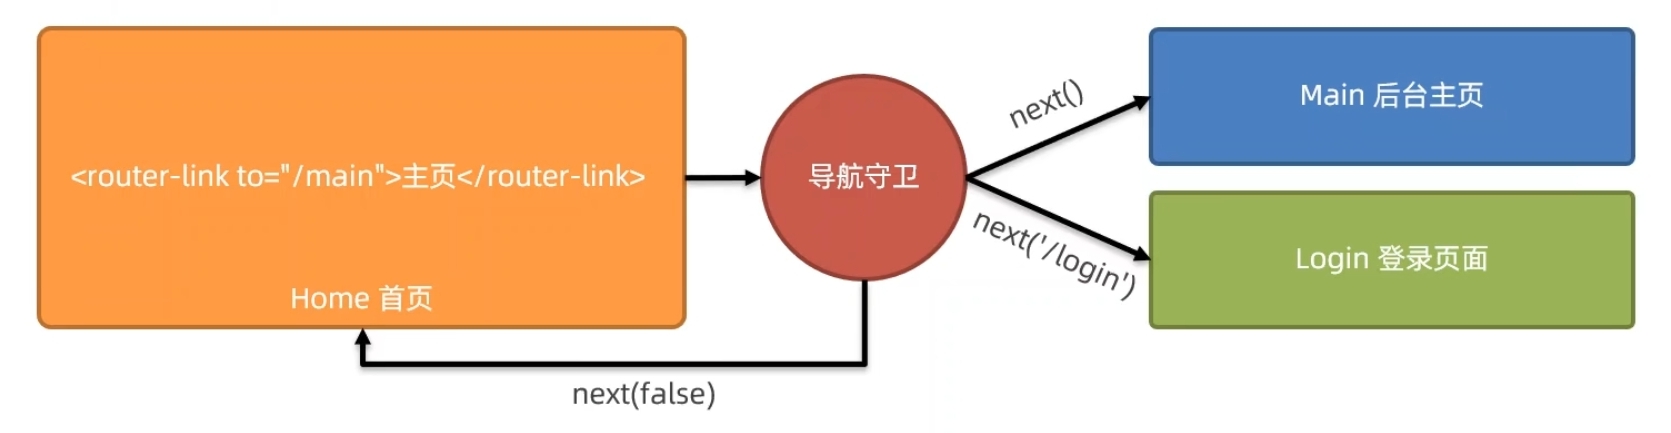 <router-link to="/main">主页</router-link>
Home 首页
导航守卫
next()
next('/login')
next(false)
Main 后台主页
Login 登录页面